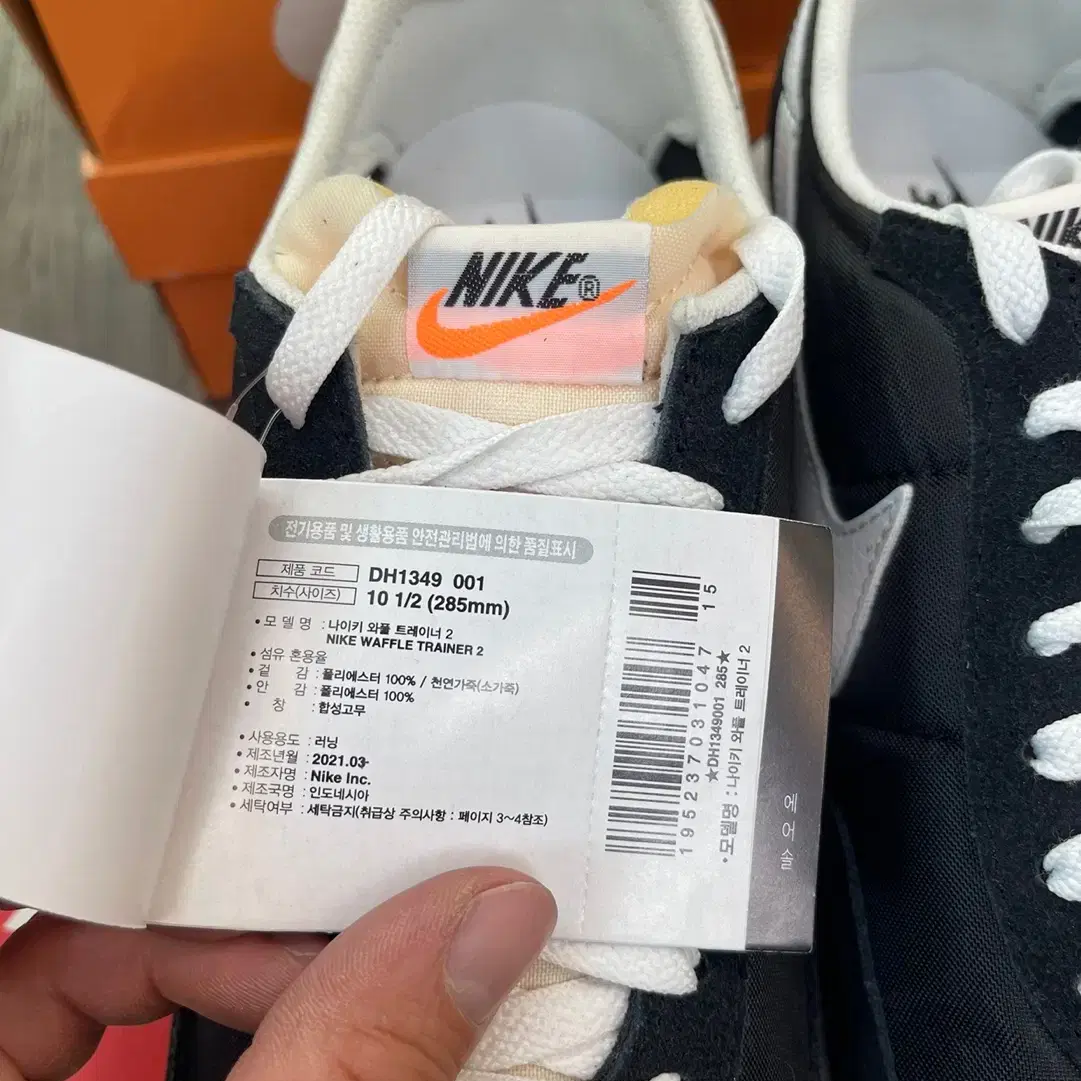 NIKE®
NIKE
전기용품 및 생활용품 안전관리법에 의한 품질표시
제품 코드 DH1349 001
치수(사이즈) 10 1/2 (285mm)
• 모 델 명 : 나이키 와플 트레이너 2
NIKE WAFFLE TRAINER 2
• 섬유 혼용율
• 겉 감 : 폴리에스터 100% / 천연가죽(소가죽)
• 안 감 : 폴리에스터 100%
• 창 : 합성고무
• 사용용도 : 러닝
• 제조년월 : 2021.03
• 제조자명 : Nike Inc.
• 제조국명 : 인도네시아
• 세탁여부 : 세탁금지(취급상 주의사항 : 페이지 3~4참조)
15
195237031047
★DH1349001 285★
• 모델명 : 나이키 와플 트레이너 2
에어솔